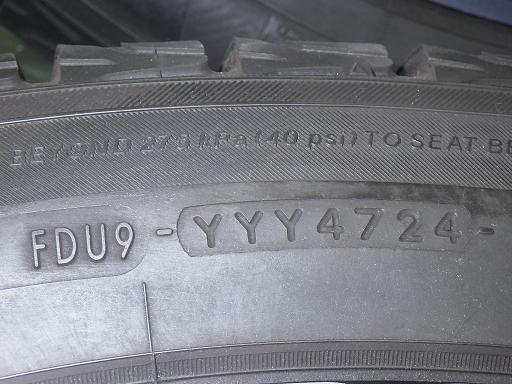 BEYOND 275 kPa (40 psi) TO SEAT BE
FDU9 - YYY4724 -